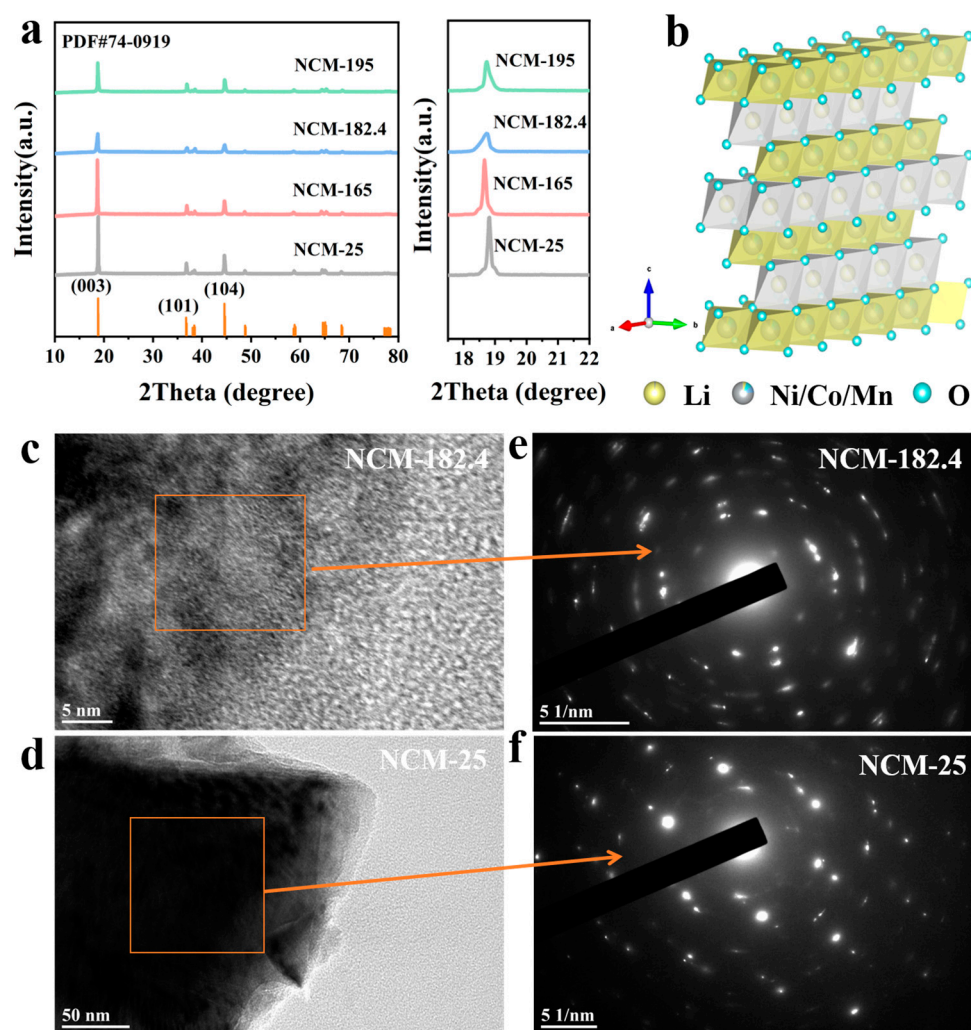 a
PDF#74-0919
NCM-195
NCM-182.4
NCM-165
NCM-25
(003)
(101)
(104)
Intensity(a.u.)
10 20 30 40 50 60 70 80
2Theta (degree)
NCM-195
NCM-182.4
NCM-165
NCM-25
Intensity(a.u.)
18 19 20 21 22
2Theta (degree)
b
c
a
b
Li Ni/Co/Mn O
c
NCM-182.4
5 nm
e
NCM-182.4
5 1/nm
d
NCM-25
50 nm
f
NCM-25
5 1/nm